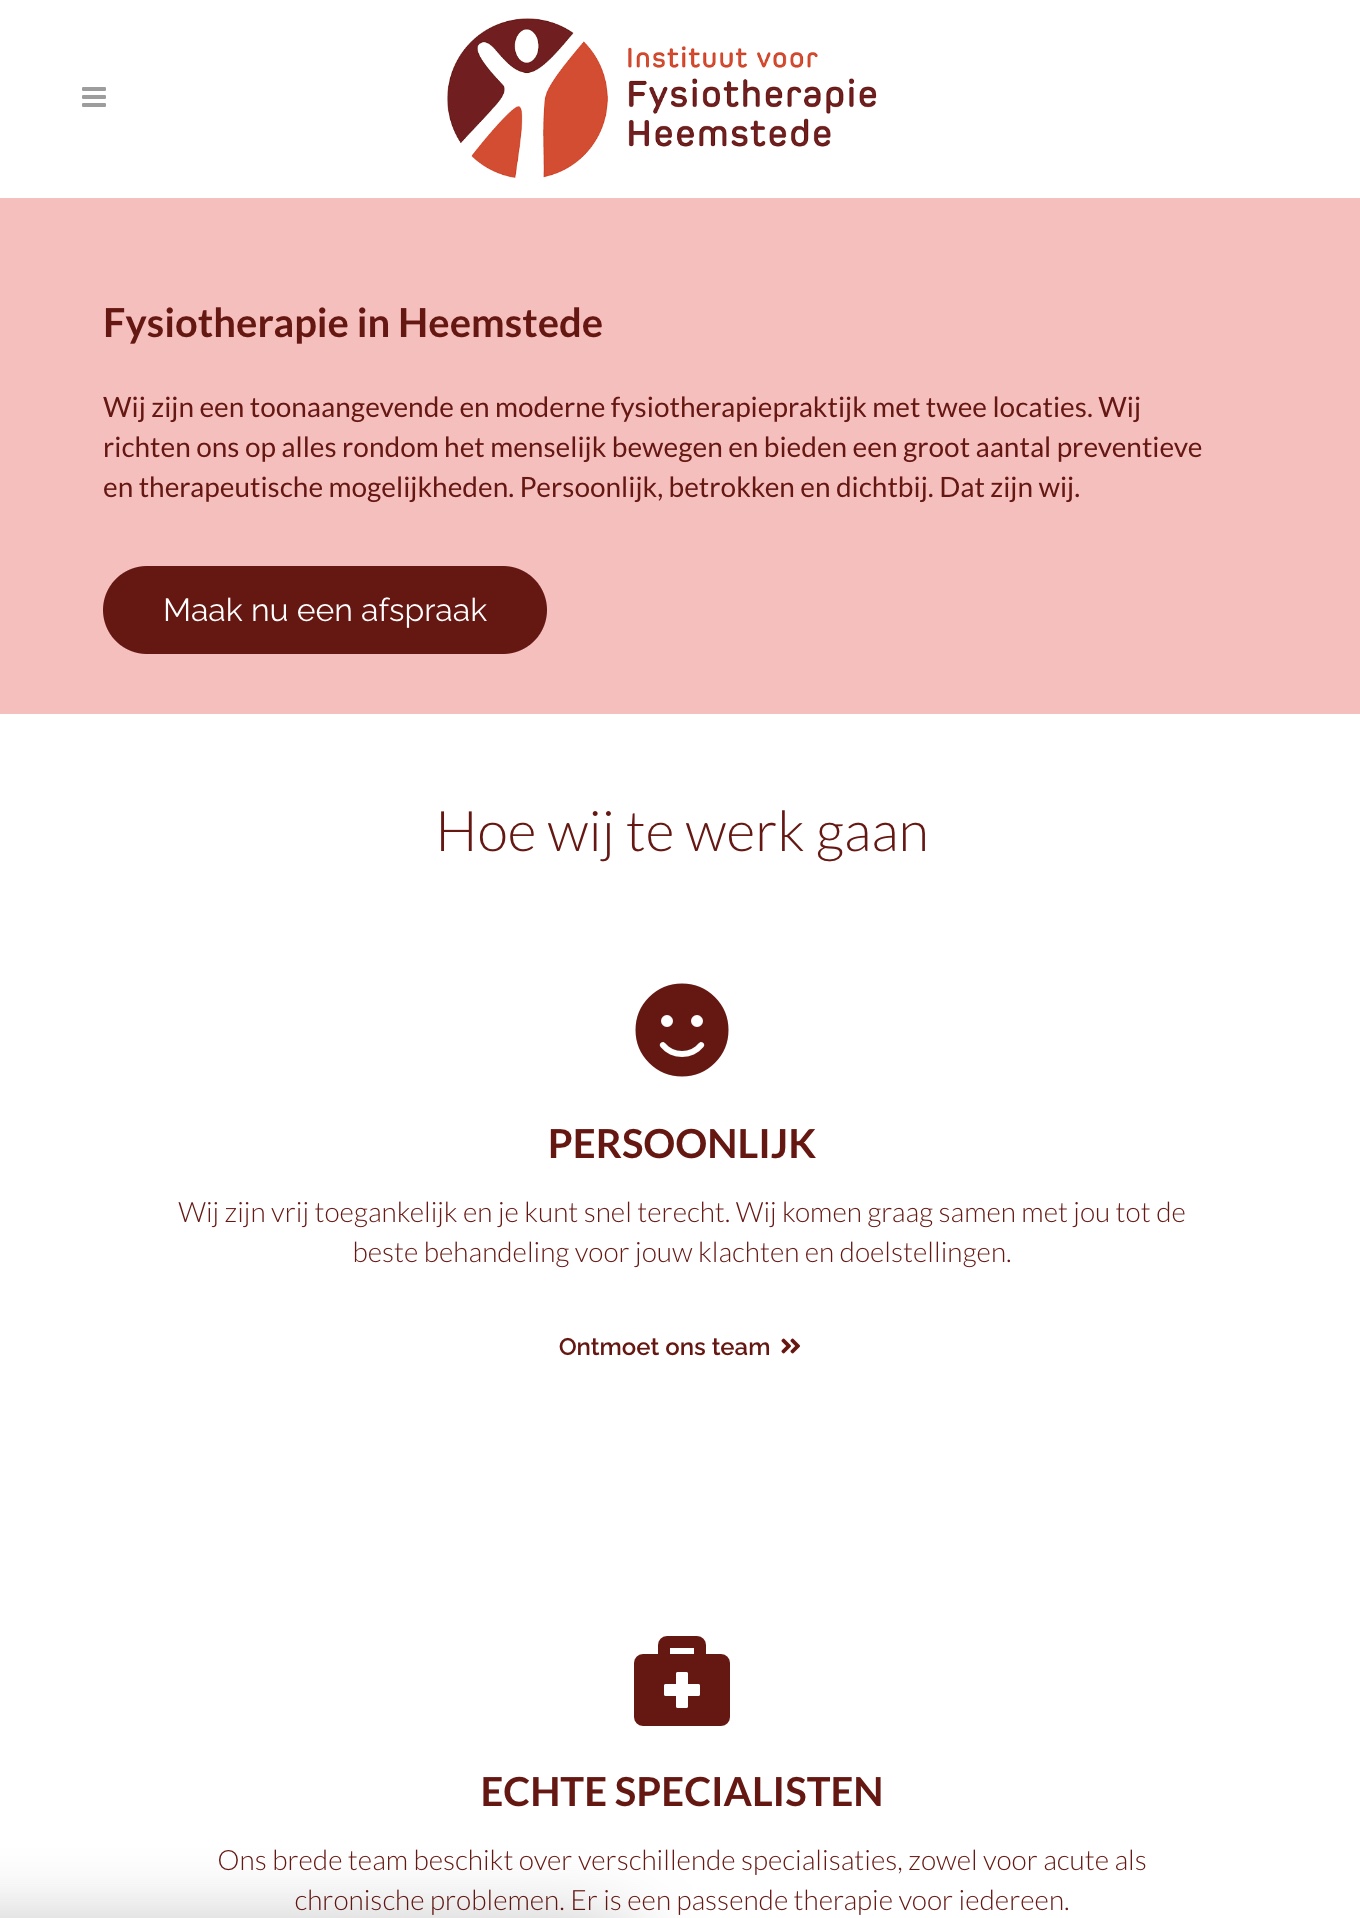 Instituut voor
Fysiotherapie
Heemstede
Fysiotherapie in Heemstede
Wij zijn een toonaangevende en moderne fysiotherapiepraktijk met twee locaties. Wij
richten ons op alles rondom het menselijk bewegen en bieden een groot aantal preventieve
en therapeutische mogelijkheden. Persoonlijk, betrokken en dichtbij. Dat zijn wij.
Maak nu een afspraak
Hoe wij te werk gaan
PERSOONLIJK
Wij zijn vrij toegankelijk en je kunt snel terecht. Wij komen graag samen met jou tot de
beste behandeling voor jouw klachten en doelstellingen.
Ontmoet ons team »
ECHTE SPECIALISTEN
Ons brede team beschikt over verschillende specialisaties, zowel voor acute als
chronische problemen. Er is een passende therapie voor iedereen.